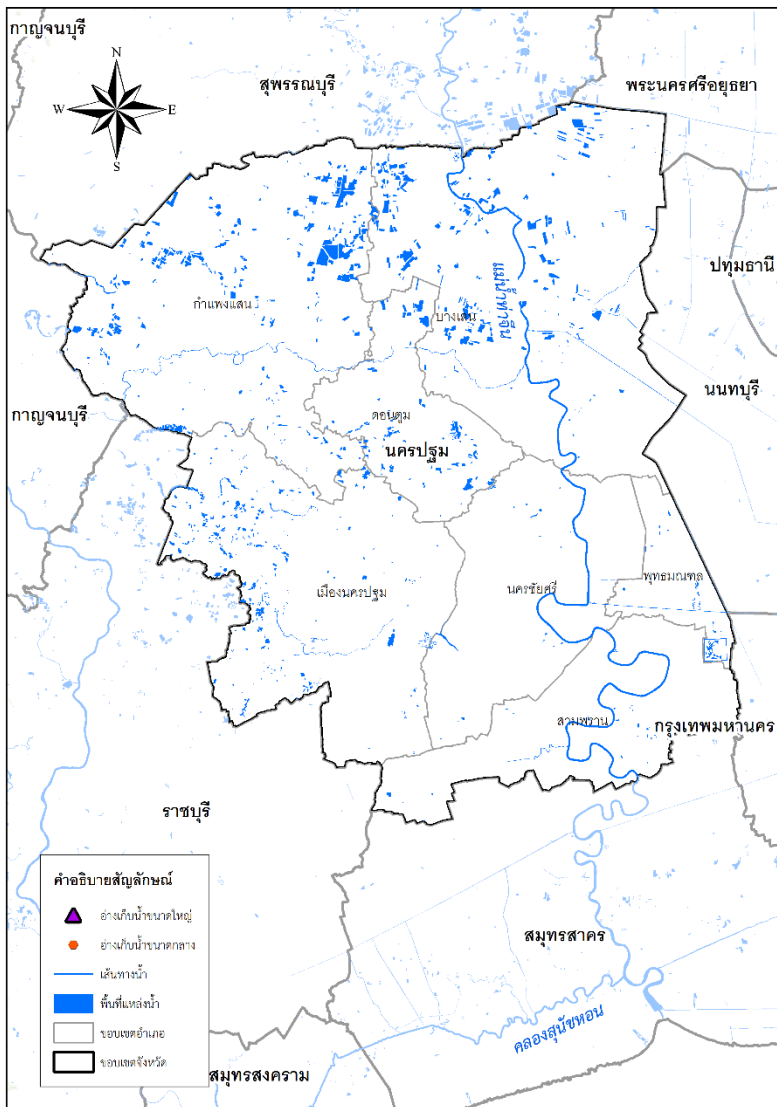 กาญจนบุรี
N
W
E
S
สุพรรณบุรี
พระนครศรีอยุธยา
ปทุมธานี
แม่น้ำท่าจีน
กำแพงแสน
บางเลน
นนทบุรี
กาญจนบุรี
ดอนตูม
นครปฐม
พุทธมณฑล
เมืองนครปฐม
นครชัยศรี
สามพราน
กรุงเทพมหานคร
ราชบุรี
คำอธิบายสัญลักษณ์
อ่างเก็บน้ำขนาดใหญ่
อ่างเก็บน้ำขนาดกลาง
เส้นทางน้ำ
พื้นที่แหล่งน้ำ
ขอบเขตอำเภอ
ขอบเขตจังหวัด
สมุทรสาคร
คลองสุนัขหอน
สมุทรสงคราม